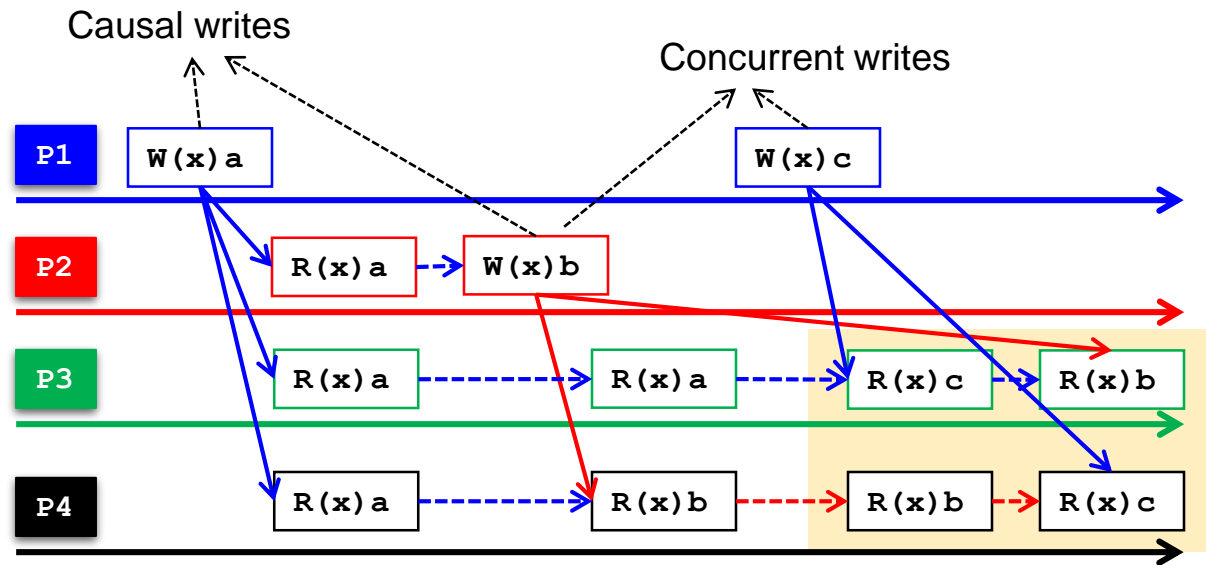 Causal writes
Concurrent writes
P1 W(x)a W(x)c
P2 R(x)a W(x)b
P3 R(x)a R(x)a R(x)c R(x)b
P4 R(x)a R(x)b R(x)b R(x)c